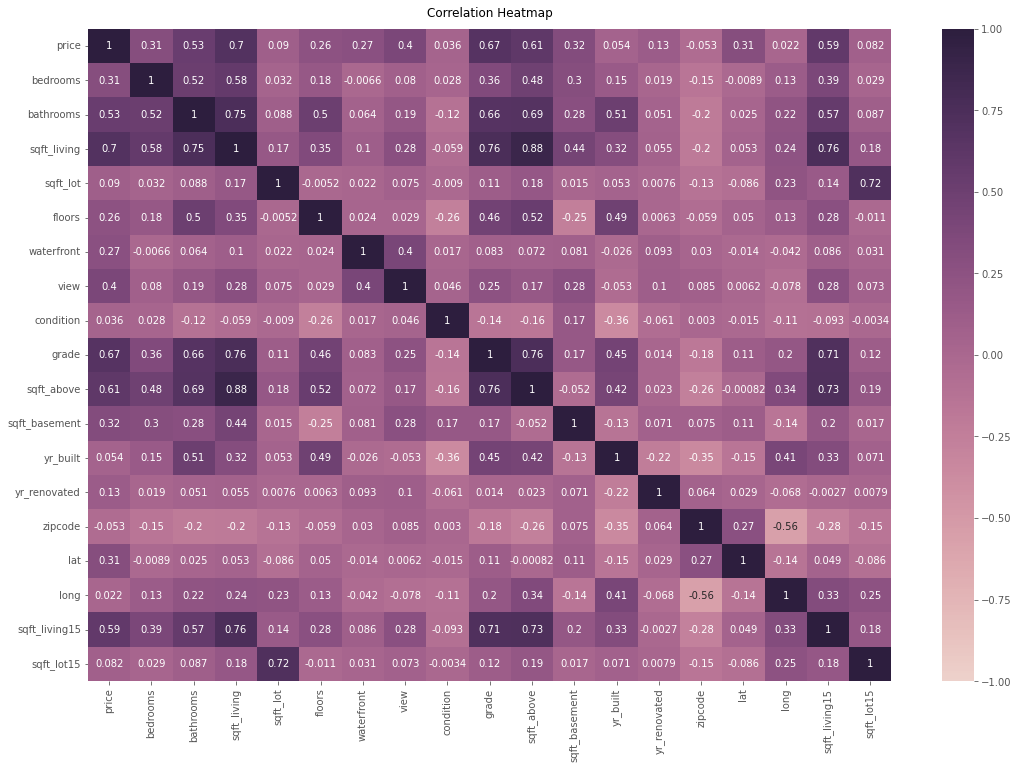 Correlation Heatmap
price 1 0.31 0.53 0.7 0.09 0.26 0.27 0.4 0.036 0.67 0.61 0.32 0.054 0.13 -0.053 0.31 0.022 0.59 0.082
bedrooms 0.31 1 0.52 0.58 0.032 0.18 -0.0066 0.08 0.028 0.36 0.48 0.3 0.15 0.019 -0.15 -0.0089 0.13 0.39 0.029
bathrooms 0.53 0.52 1 0.75 0.088 0.5 0.064 0.19 -0.12 0.66 0.69 0.28 0.51 0.051 -0.2 0.025 0.22 0.57 0.087
sqft_living 0.7 0.58 0.75 1 0.17 0.35 0.1 0.28 -0.059 0.76 0.88 0.44 0.32 0.055 -0.2 0.053 0.24 0.76 0.18
sqft_lot 0.09 0.032 0.088 0.17 1 -0.0052 0.022 0.075 -0.009 0.11 0.18 0.015 0.053 0.0076 -0.13 -0.086 0.23 0.14 0.72
floors 0.26 0.18 0.5 0.35 -0.0052 1 0.024 0.029 -0.26 0.46 0.52 -0.25 0.49 0.0063 -0.059 0.05 0.13 0.28 -0.011
waterfront 0.27 -0.0066 0.064 0.1 0.022 0.024 1 0.4 0.017 0.083 0.072 0.081 -0.026 0.093 0.03 -0.014 -0.042 0.086 0.031
view 0.4 0.08 0.19 0.28 0.075 0.029 0.4 1 0.046 0.25 0.17 0.28 -0.053 0.1 0.085 0.0062 -0.078 0.28 0.073
condition 0.036 0.028 -0.12 -0.059 -0.009 -0.26 0.017 0.046 1 -0.14 -0.16 0.17 -0.36 -0.061 0.003 -0.015 -0.11 -0.093 -0.0034
grade 0.67 0.36 0.66 0.76 0.11 0.46 0.083 0.25 -0.14 1 0.76 0.17 0.45 0.014 -0.18 0.11 0.2 0.71 0.12
sqft_above 0.61 0.48 0.69 0.88 0.18 0.52 0.072 0.17 -0.16 0.76 1 -0.052 0.42 0.023 -0.26 -0.00082 0.34 0.73 0.19
sqft_basement 0.32 0.3 0.28 0.44 0.015 -0.25 0.081 0.28 0.17 0.17 -0.052 1 -0.13 0.071 0.075 0.11 -0.14 0.2 0.017
yr_built 0.054 0.15 0.51 0.32 0.053 0.49 -0.026 -0.053 -0.36 0.45 0.42 -0.13 1 -0.22 -0.35 -0.15 0.41 0.33 0.071
yr_renovated 0.13 0.019 0.051 0.055 0.0076 0.0063 0.093 0.1 -0.061 0.014 0.023 0.071 -0.22 1 0.064 0.029 -0.068 -0.0027 0.0079
zipcode -0.053 -0.15 -0.2 -0.2 -0.13 -0.059 0.03 0.085 0.003 -0.18 -0.26 0.075 -0.35 0.064 1 0.27 -0.56 -0.28 -0.15
lat 0.31 -0.0089 0.025 0.053 -0.086 0.05 -0.014 0.0062 -0.015 0.11 -0.00082 0.11 -0.15 0.029 0.27 1 -0.14 0.049 -0.086
long 0.022 0.13 0.22 0.24 0.23 0.13 -0.042 -0.078 -0.11 0.2 0.34 -0.14 0.41 -0.068 -0.56 -0.14 1 0.33 0.25
sqft_living15 0.59 0.39 0.57 0.76 0.14 0.28 0.086 0.28 -0.093 0.71 0.73 0.2 0.33 -0.0027 -0.28 0.049 0.33 1 0.18
sqft_lot15 0.082 0.029 0.087 0.18 0.72 -0.011 0.031 0.073 -0.0034 0.12 0.19 0.017 0.071 0.0079 -0.15 -0.086 0.25 0.18 1
price bedrooms bathrooms sqft_living sqft_lot floors waterfront view condition grade sqft_above sqft_basement yr_built yr_renovated zipcode lat long sqft_living15 sqft_lot15
1.00
0.75
0.50
0.25
0.00
−0.25
−0.50
−0.75
−1.00